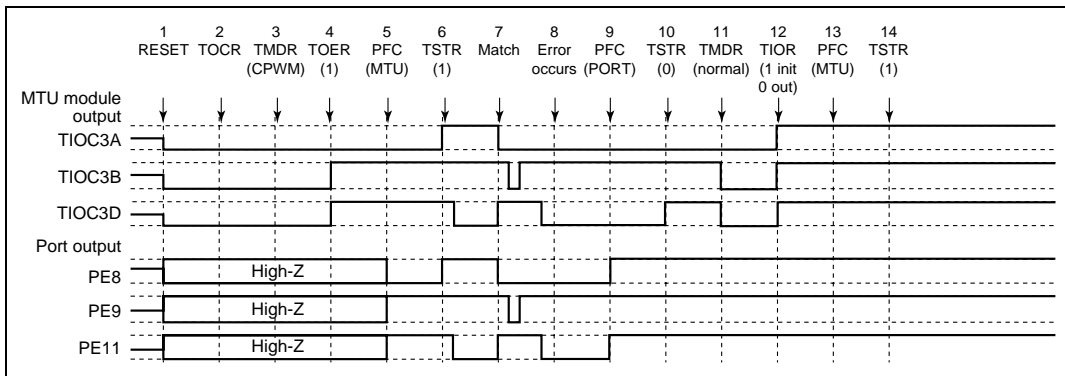 1 2 3 4 5 6 7 8 9 10 11 12 13 14
RESET TOCR TMDR TOER PFC TSTR Match Error PFC TSTR TMDR TIOR PFC TSTR
(CPWM) (1) (MTU) (1) occurs (PORT) (0) (normal) (1 init (MTU) (1)
0 out)
MTU module
output
TIOC3A
TIOC3B
TIOC3D
Port output
PE8 High-Z
PE9 High-Z
PE11 High-Z